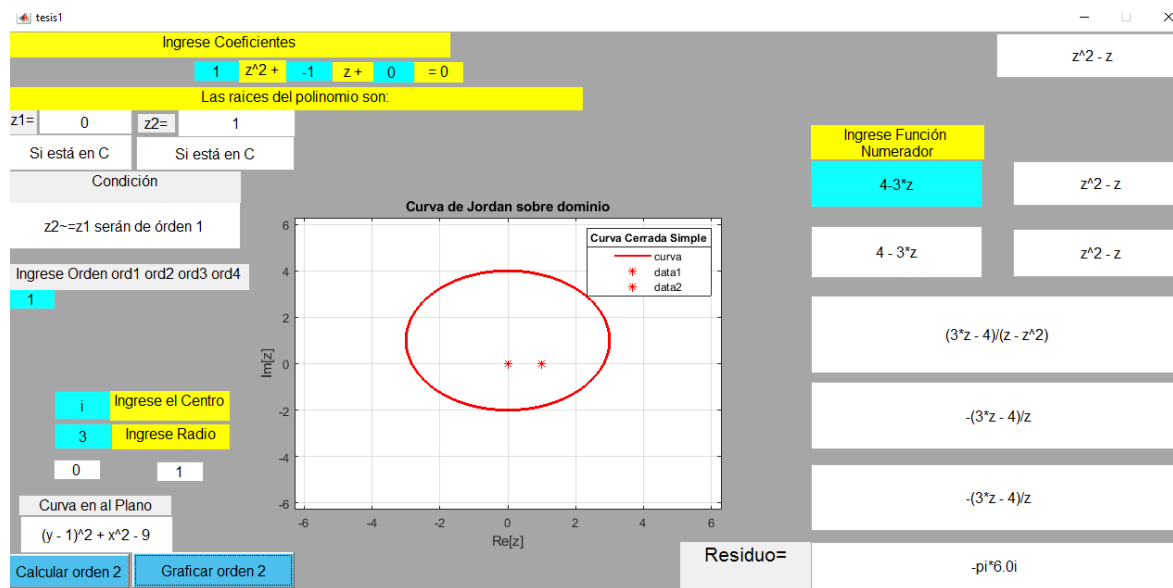 tesis1
Ingrese Coeficientes
1 z^2 + -1 z + 0 = 0
Las raices del polinomio son:
z1= 0 z2= 1
Si está en C Si está en C
Condición
z2~=z1 serán de órden 1
Ingrese Orden ord1 ord2 ord3 ord4
1
i Ingrese el Centro
3 Ingrese Radio
0 1
Curva en al Plano
(y - 1)^2 + x^2 - 9
Calcular orden 2 Graficar orden 2
Curva de Jordan sobre dominio
Curva Cerrada Simple
curva
data1
data2
6
4
2
0
-2
-4
-6
Im[z]
-6 -4 -2 0 2 4 6
Re[z]
z^2 - z
Ingrese Función
Numerador
4-3*z z^2 - z
4 - 3*z z^2 - z
(3*z - 4)/(z - z^2)
-(3*z - 4)/z
-(3*z - 4)/z
Residuo= -pi*6.0i